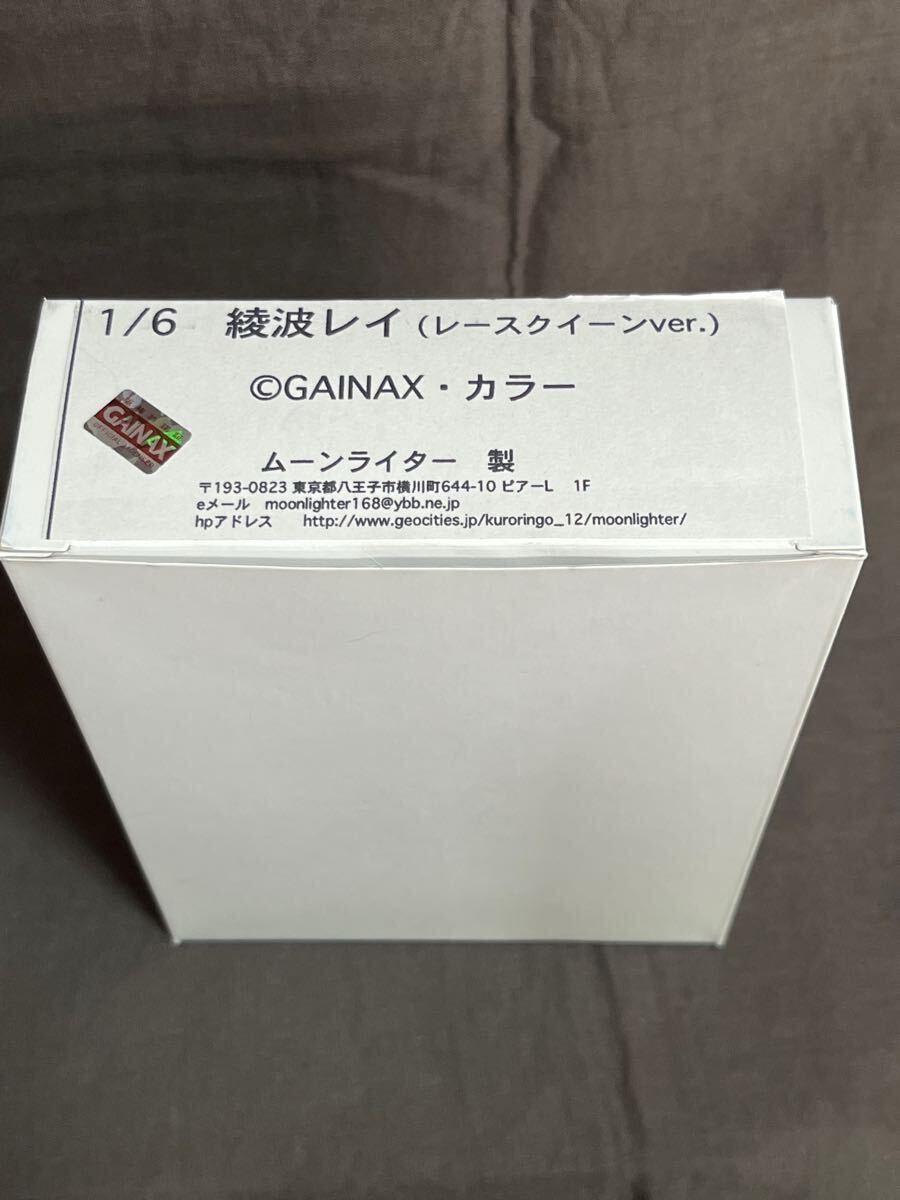 1/6 綾波レイ(レースクイーンver.)
©GAINAX・カラー
GAINAX
ムーンライター 製
〒193-0823 東京都八王子市横川町644-10 ピアーL 1F
eメール moonlighter168@ybb.ne.jp
hpアドレス http://www.geocities.jp/kuroringo_12/moonlighter/